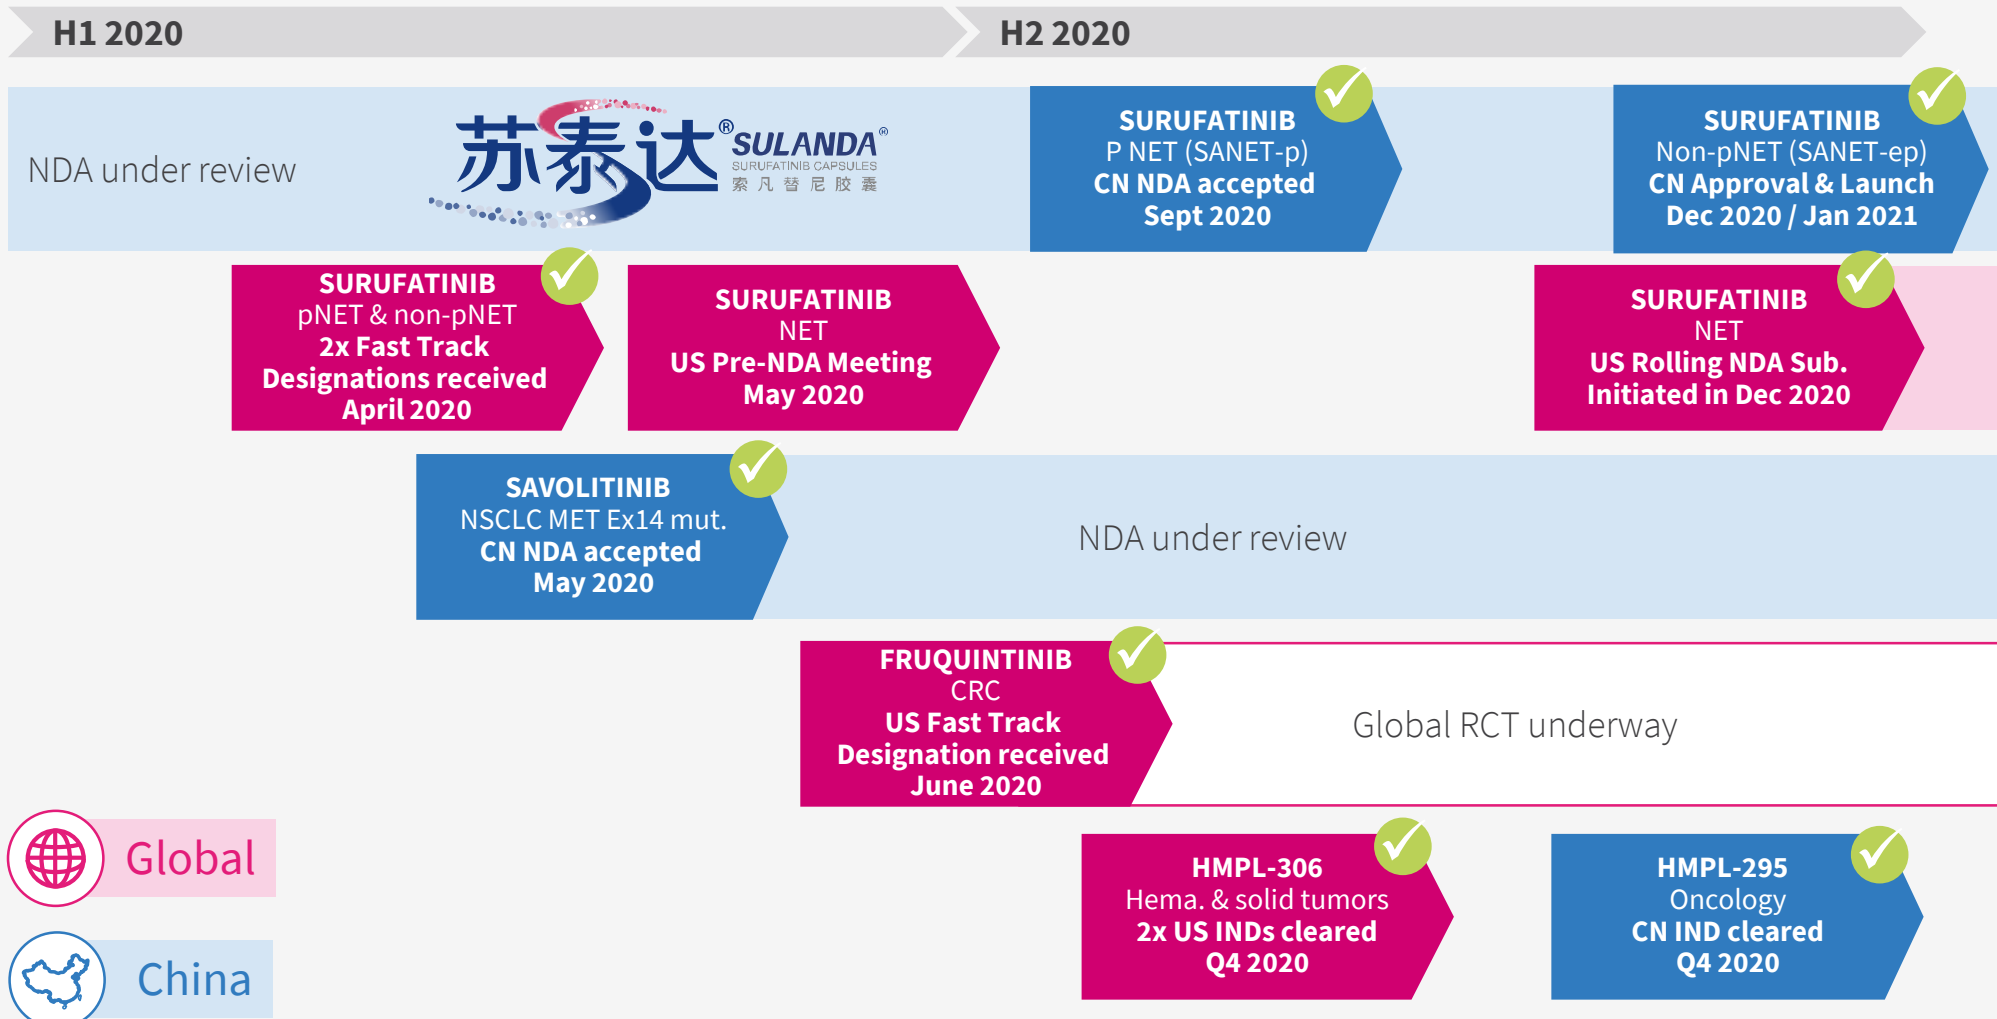 H1 2020
H2 2020
NDA under review
苏泰达®
SULANDA®
SURUFATINIB CAPSULES
索凡替尼胶囊
SURUFATINIB
P NET (SANET-p)
CN NDA accepted
Sept 2020
SURUFATINIB
Non-pNET (SANET-ep)
CN Approval & Launch
Dec 2020 / Jan 2021
SURUFATINIB
pNET & non-pNET
2x Fast Track
Designations received
April 2020
SURUFATINIB
NET
US Pre-NDA Meeting
May 2020
SURUFATINIB
NET
US Rolling NDA Sub.
Initiated in Dec 2020
SAVOLITINIB
NSCLC MET Ex14 mut.
CN NDA accepted
May 2020
NDA under review
FRUQUINTINIB
CRC
US Fast Track
Designation received
June 2020
Global RCT underway
Global
HMPL-306
Hema. & solid tumors
2x US INDs cleared
Q4 2020
HMPL-295
Oncology
CN IND cleared
Q4 2020
China